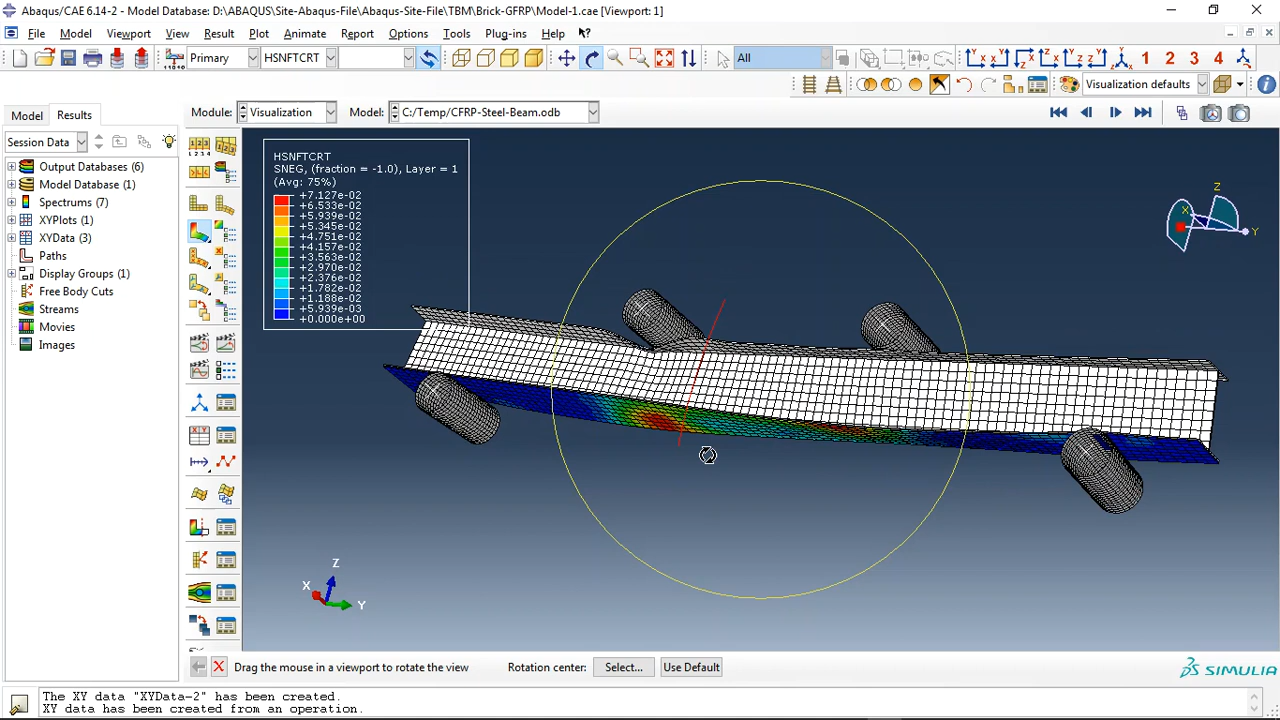 Abaqus/CAE 6.14-2 - Model Database: D:\ABAQUS\Site-Abaqus-File\Abaqus-Site-File\TBM\Brick-GFRP\Model-1.cae [Viewport: 1]
File Model Viewport View Result Plot Animate Report Options Tools Plug-ins Help
Primary HSNFTCRT All 1 2 3
Visualization defaults
Model Results Module: Visualization Model: C:/Temp/CFRP-Steel-Beam.odb
Session Data
Output Databases (6)
Model Database (1)
Spectrums (7)
XYPlots (1)
XYData (3)
Paths
Display Groups (1)
Free Body Cuts
Streams
Movies
Images
HSNFTCRT
SNEG, (fraction = -1.0), Layer = 1
(Avg: 75%)
+7.127e-02
+6.533e-02
+5.939e-02
+5.345e-02
+4.751e-02
+4.157e-02
+3.563e-02
+2.970e-02
+2.376e-02
+1.782e-02
+1.188e-02
+5.939e-03
+0.000e+00
Z
X
Y
Z
X
Y
Drag the mouse in a viewport to rotate the view Rotation center: Select... Use Default
SIMULIA
The XY data "XYData-2" has been created.
XY data has been created from an operation.